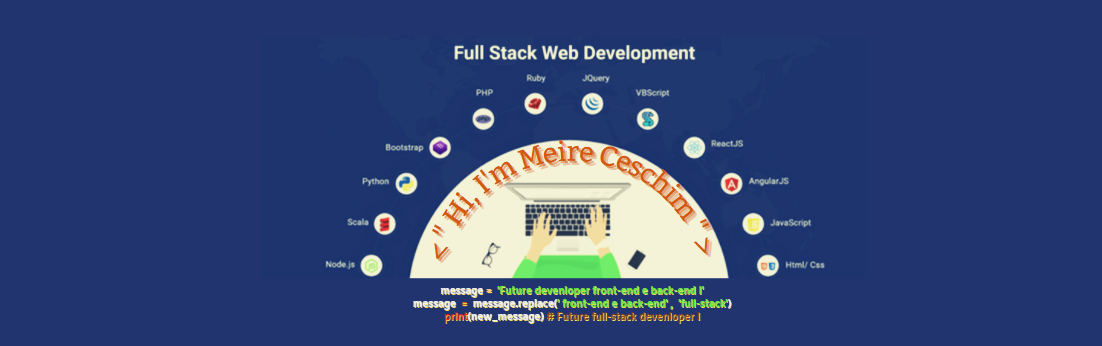 Full Stack Web Development
Ruby
JQuery
PHP
VBScript
Bootstrap
ReactJS
Python
AngularJS
Scala
JavaScript
Node.js
Html/ Css
<" Hi, I'm Meire Ceschim ">
message = 'Future devenloper front-end e back-end !'
message = message.replace(' front-end e back-end' , 'full-stack')
print(new_message) # Future full-stack devenloper !